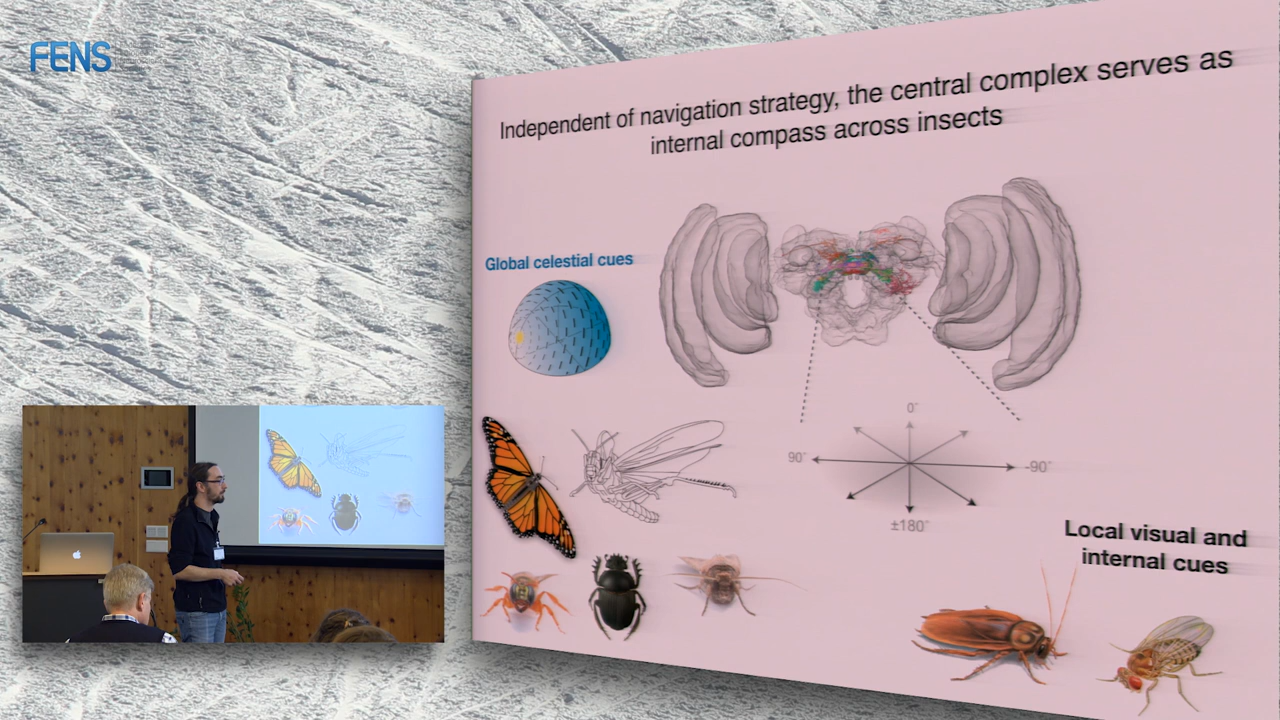 FENS
Independent of navigation strategy, the central complex serves as
internal compass across insects
Global celestial cues
0°
90°
-90°
±180°
Local visual and
internal cues